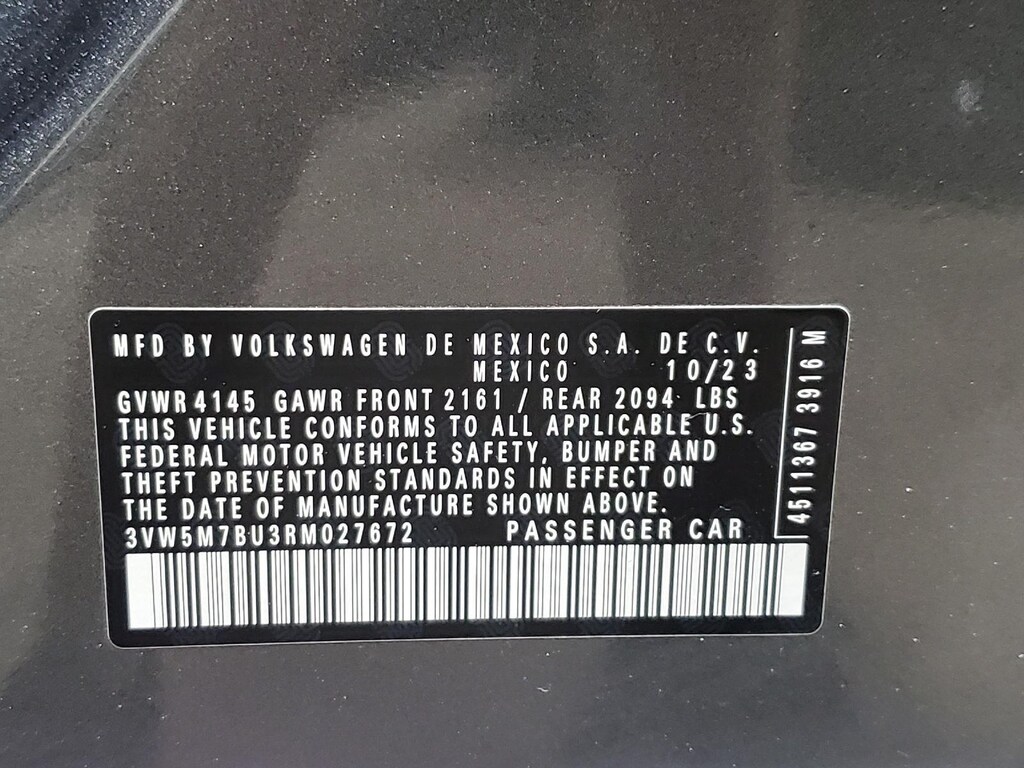 MFD BY VOLKSWAGEN DE MEXICO S.A. DE C.V.
MEXICO 10/23
GVWR 4145 GAWR FRONT 2161 / REAR 2094 LBS
THIS VEHICLE CONFORMS TO ALL APPLICABLE U.S.
FEDERAL MOTOR VEHICLE SAFETY, BUMPER AND
THEFT PREVENTION STANDARDS IN EFFECT ON
THE DATE OF MANUFACTURE SHOWN ABOVE.
3VW5M7BU3RM027672 PASSENGER CAR
4511367 3916 M